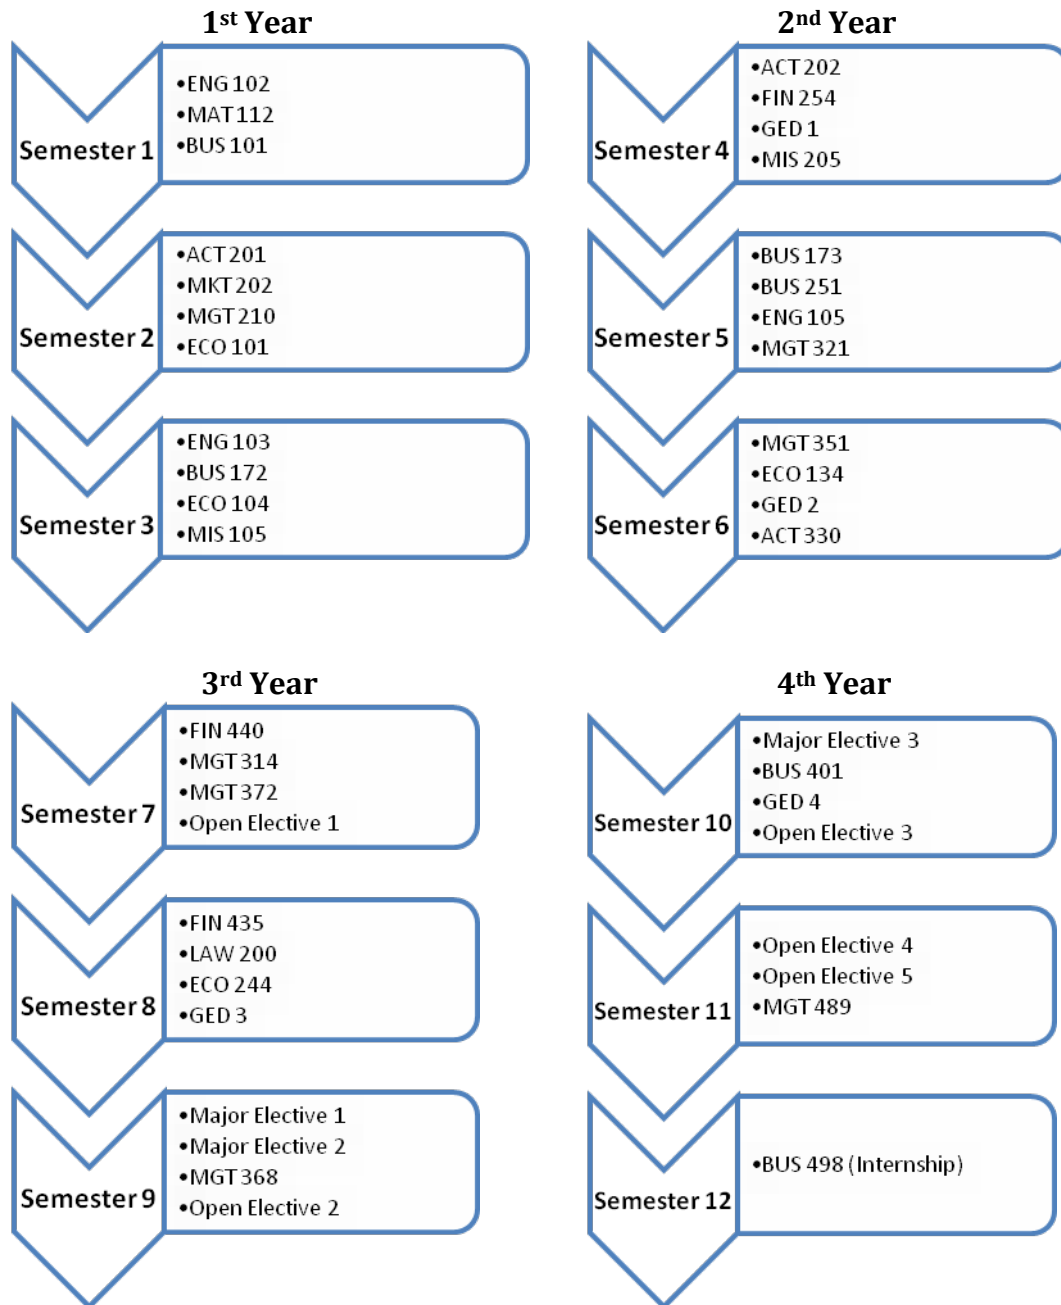 1st Year
Semester 1
•ENG 102
•MAT 112
•BUS 101
Semester 2
•ACT 201
•MKT 202
•MGT 210
•ECO 101
Semester 3
•ENG 103
•BUS 172
•ECO 104
•MIS 105
2nd Year
Semester 4
•ACT 202
•FIN 254
•GED 1
•MIS 205
Semester 5
•BUS 173
•BUS 251
•ENG 105
•MGT 321
Semester 6
•MGT 351
•ECO 134
•GED 2
•ACT 330
3rd Year
Semester 7
•FIN 440
•MGT 314
•MGT 372
•Open Elective 1
Semester 8
•FIN 435
•LAW 200
•ECO 244
•GED 3
Semester 9
•Major Elective 1
•Major Elective 2
•MGT 368
•Open Elective 2
4th Year
Semester 10
•Major Elective 3
•BUS 401
•GED 4
•Open Elective 3
Semester 11
•Open Elective 4
•Open Elective 5
•MGT 489
Semester 12
•BUS 498 (Internship)